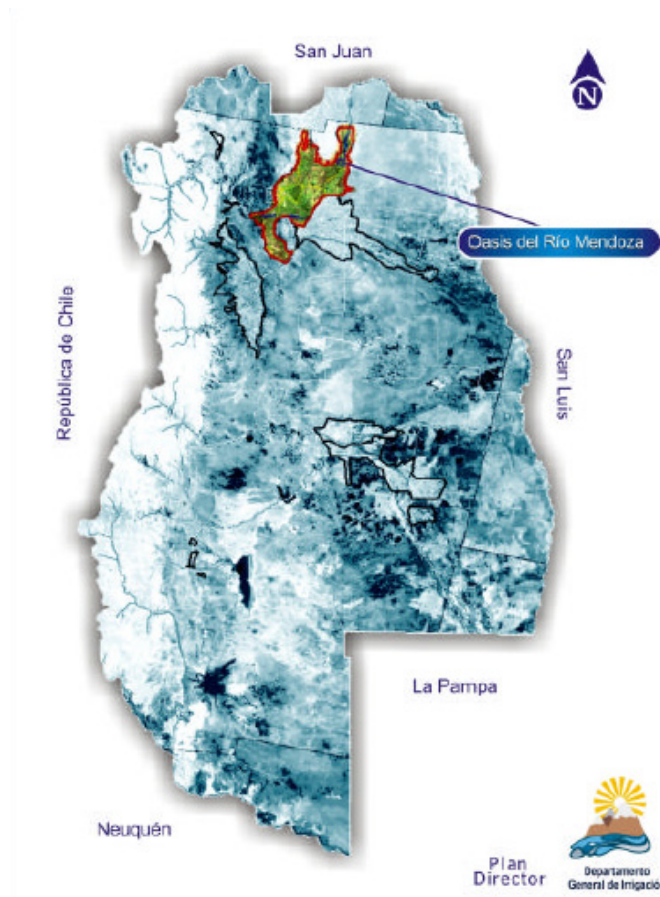 San Juan
N
Oasis del Río Mendoza
República de Chile
San Luis
La Pampa
Neuquén
Plan
Director
Departamento
General de Irrigació